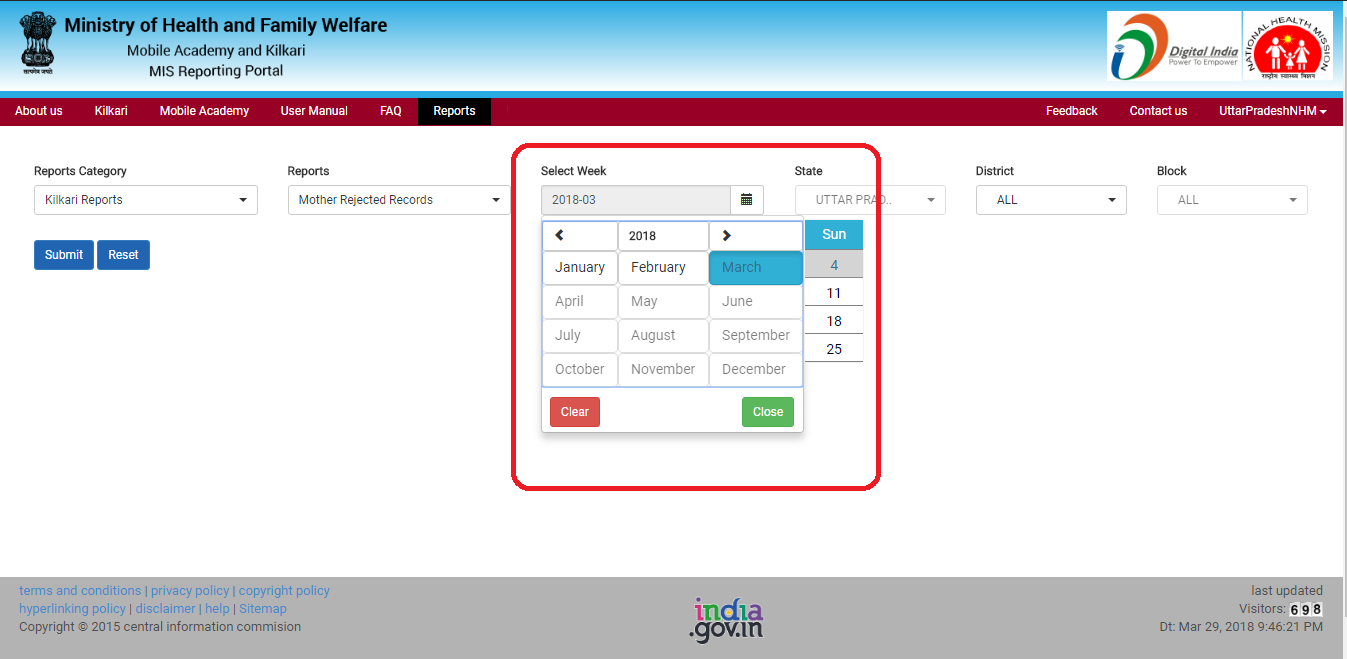 Ministry of Health and Family Welfare
Mobile Academy and Kilkari
MIS Reporting Portal
सत्यमेव जयते
Digital India
Power To Empower
NATIONAL HEALTH MISSION
राष्ट्रीय स्वास्थ्य मिशन
About us Kilkari Mobile Academy User Manual FAQ Reports Feedback Contact us UttarPradeshNHM
Reports Category Reports Select Week State District Block
Kilkari Reports Mother Rejected Records 2018-03 UTTAR PRAD.. ALL ALL
Submit Reset
2018 Sun
January February March 4
April May June 11
July August September 18
October November December 25
Clear Close
terms and conditions | privacy policy | copyright policy
hyperlinking policy | disclaimer | help | Sitemap
Copyright © 2015 central information commision
india
.gov.in
last updated
Visitors: 698
Dt: Mar 29, 2018 9:46:21 PM